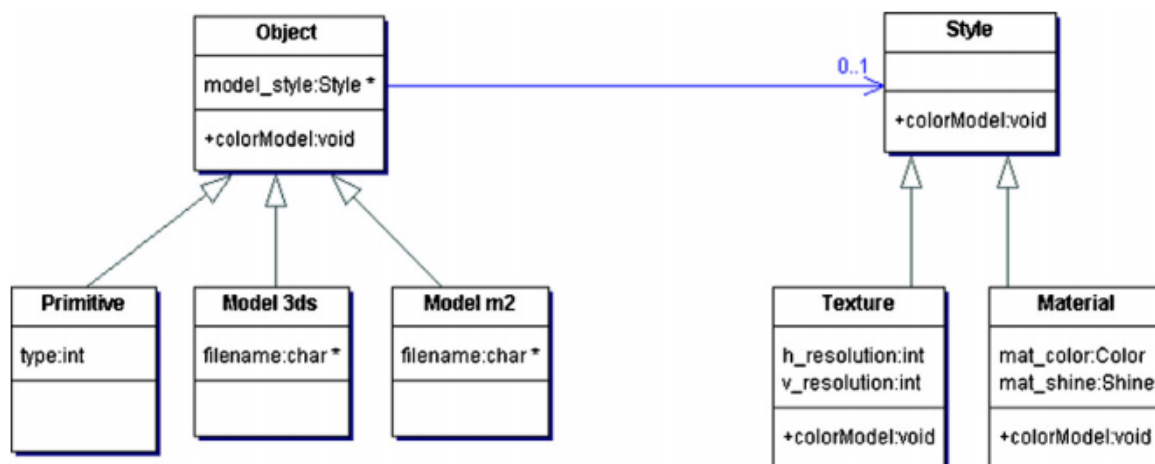 Object
model_style:Style *
+colorModel:void
0..1
Style
+colorModel:void
Primitive
type:int
Model 3ds
filename:char *
Model m2
filename:char *
Texture
h_resolution:int
v_resolution:int
+colorModel:void
Material
mat_color:Color
mat_shine:Shine
+colorModel:void